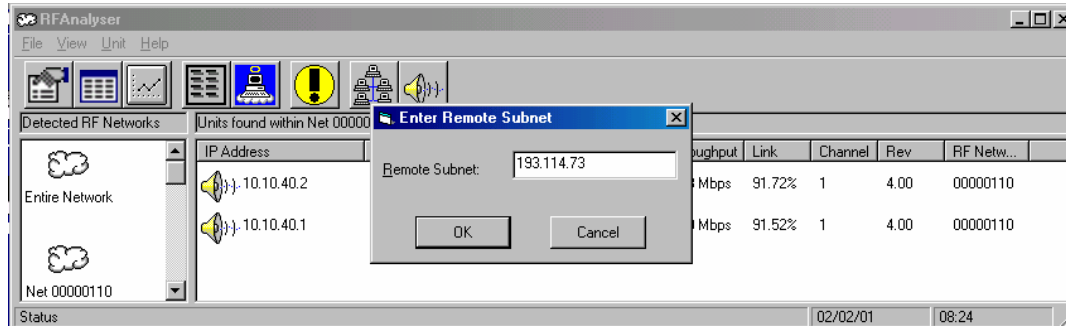 RFAnalyser
File View Unit Help
Detected RF Networks
Units found within Net 00000
Entire Network
Net 00000110
IP Address Link Channel Rev RF Netw...
10.10.40.2 Mbps 91.72% 1 4.00 00000110
10.10.40.1 Mbps 91.52% 1 4.00 00000110
Enter Remote Subnet
Remote Subnet: 193.114.73
OK Cancel
Status 02/02/01 08:24